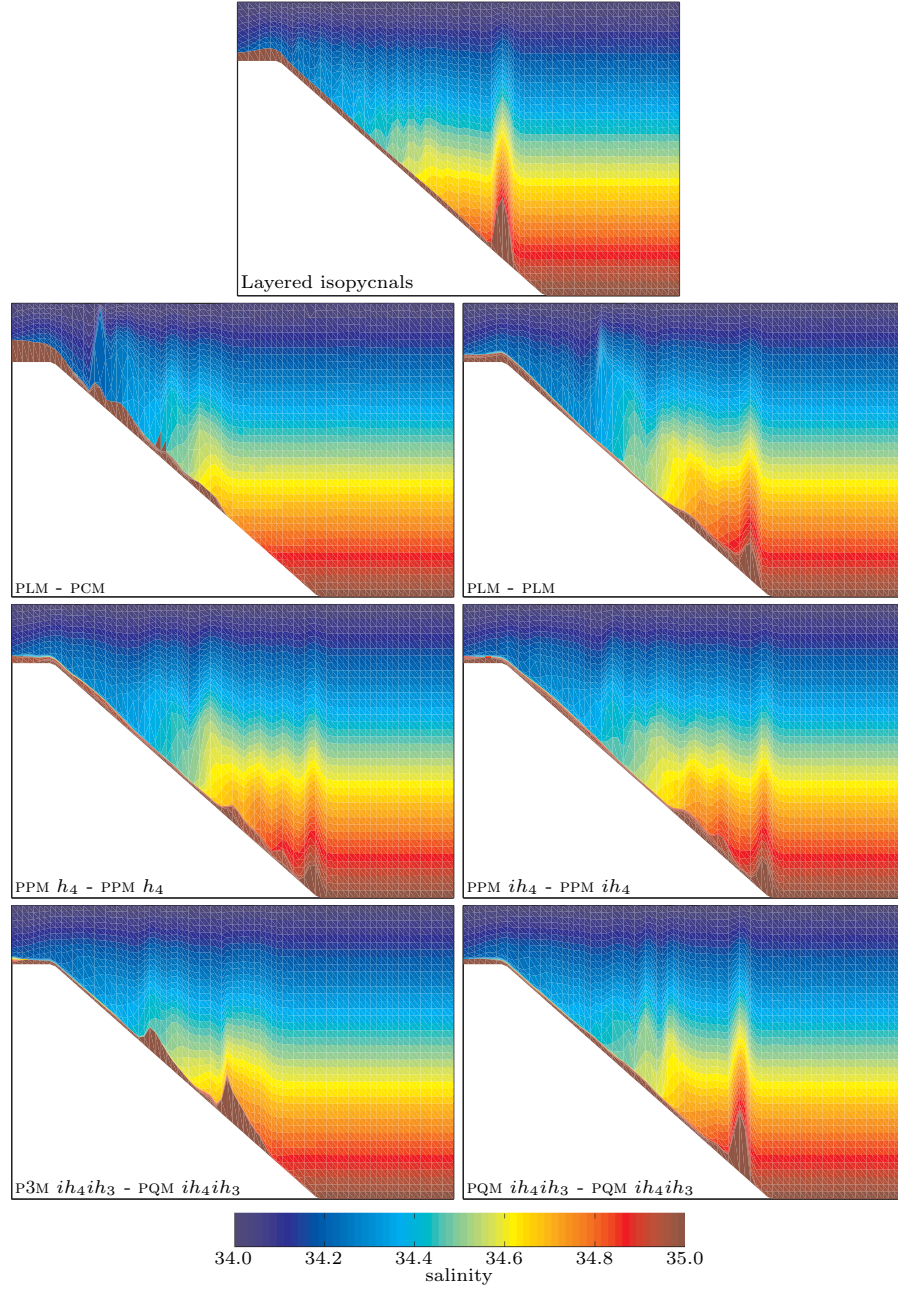 Layered isopycnals
PLM - PCM
PLM - PLM
PPM h₄ - PPM h₄
PPM ih₄ - PPM ih₄
P3M ih₄ih₃ - PQM ih₄ih₃
PQM ih₄ih₃ - PQM ih₄ih₃
34.0 34.2 34.4 34.6 34.8 35.0
salinity